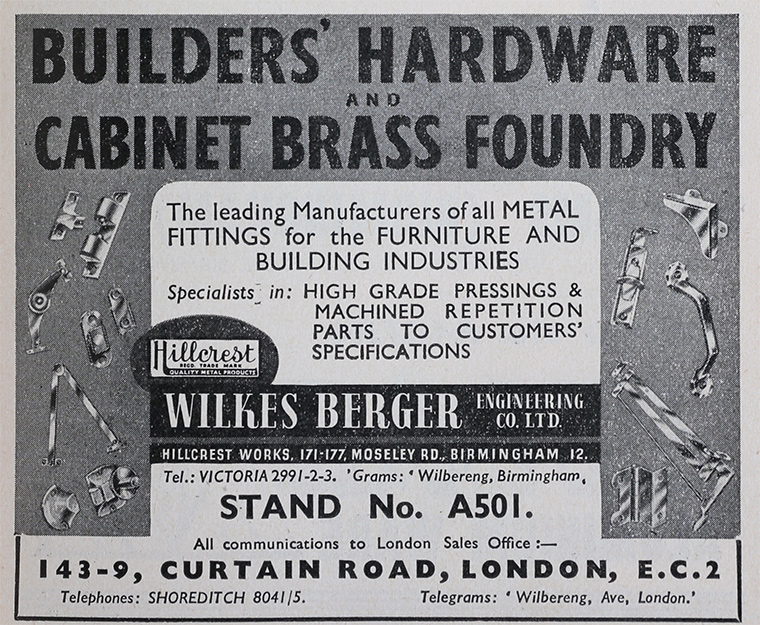 BUILDERS' HARDWARE
AND
CABINET BRASS FOUNDRY
The leading Manufacturers of all METAL
FITTINGS for the FURNITURE AND
BUILDING INDUSTRIES
Specialists in: HIGH GRADE PRESSINGS &
MACHINED REPETITION
PARTS TO CUSTOMERS'
SPECIFICATIONS
Hillcrest
REGD. TRADE MARK
QUALITY METAL PRODUCTS
WILKES BERGER ENGINEERING
CO. LTD.
HILLCREST WORKS, 171-177, MOSELEY RD., BIRMINGHAM 12.
Tel.: VICTORIA 2991-2-3. 'Grams: ' Wilbereng, Birmingham,
STAND No. A501.
All communications to London Sales Office :—
143-9, CURTAIN ROAD, LONDON, E.C.2
Telephones: SHOREDITCH 8041/5. Telegrams: ' Wilbereng, Ave, London.'